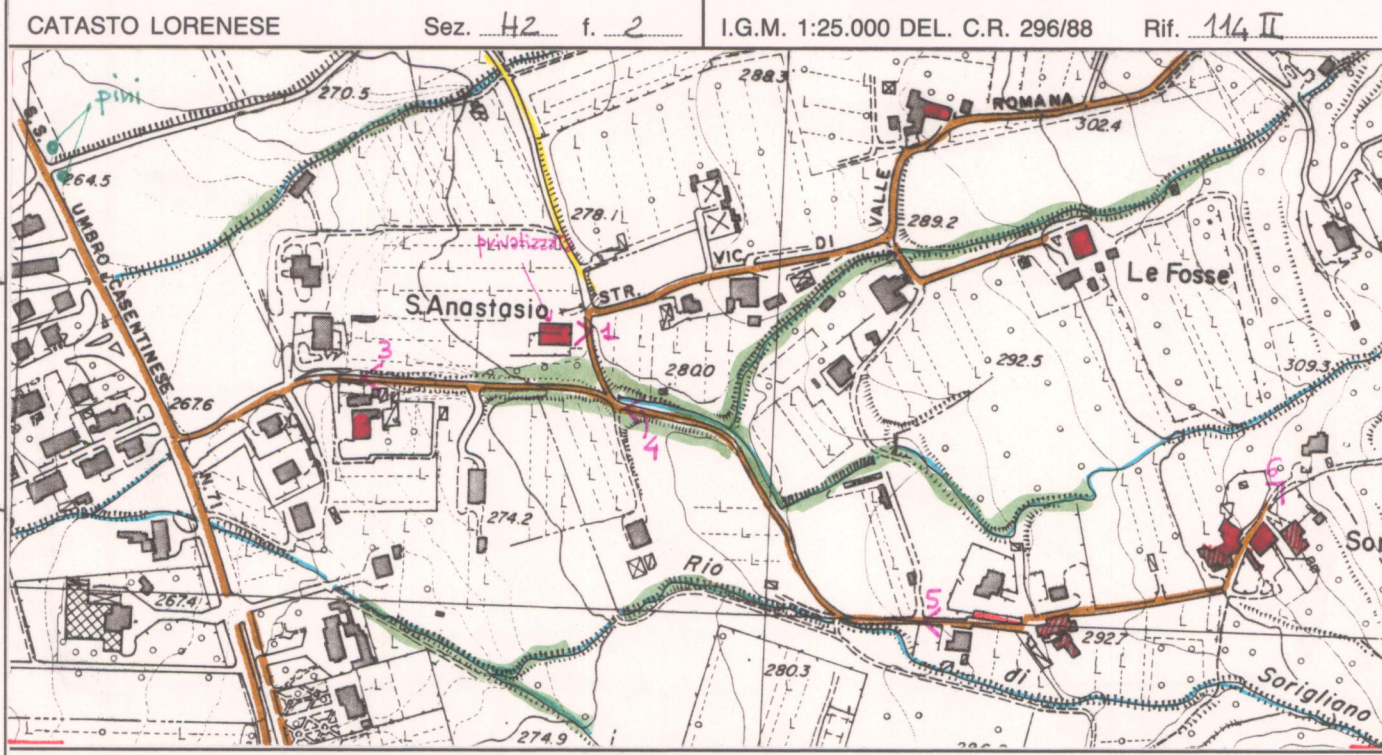 CATASTO LORENESE Sez. H2 f. 2 I.G.M. 1:25.000 DEL. C.R. 296/88 Rif. 114 II
pini
270.5
288.3
ROMANA
302.4
S.S.
264.5
UMBRO CASENTINESE
278.1
VALLE
289.2
privatizza
VIC. DI
STR.
Le Fosse
S.Anastasio
1
3
280.0
292.5
309.3
267.6
4
N.71
6
274.2
Rio
Sor
267.4
5
292.7
280.3
di
Sorigliano
274.9